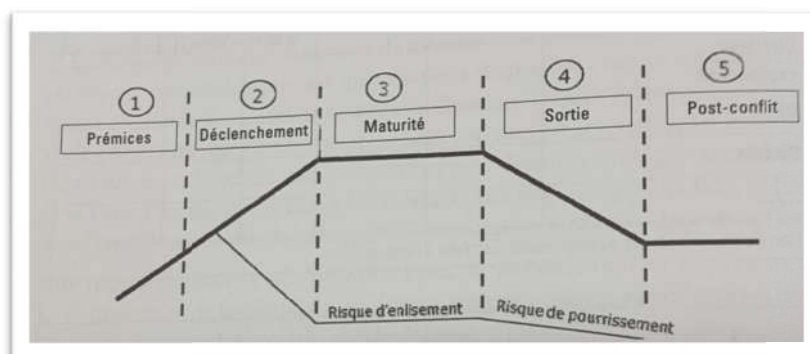 1
Prémices
2
Déclenchement
3
Maturité
4
Sortie
5
Post-conflit
Risque d'enlisement
Risque de pourrissement